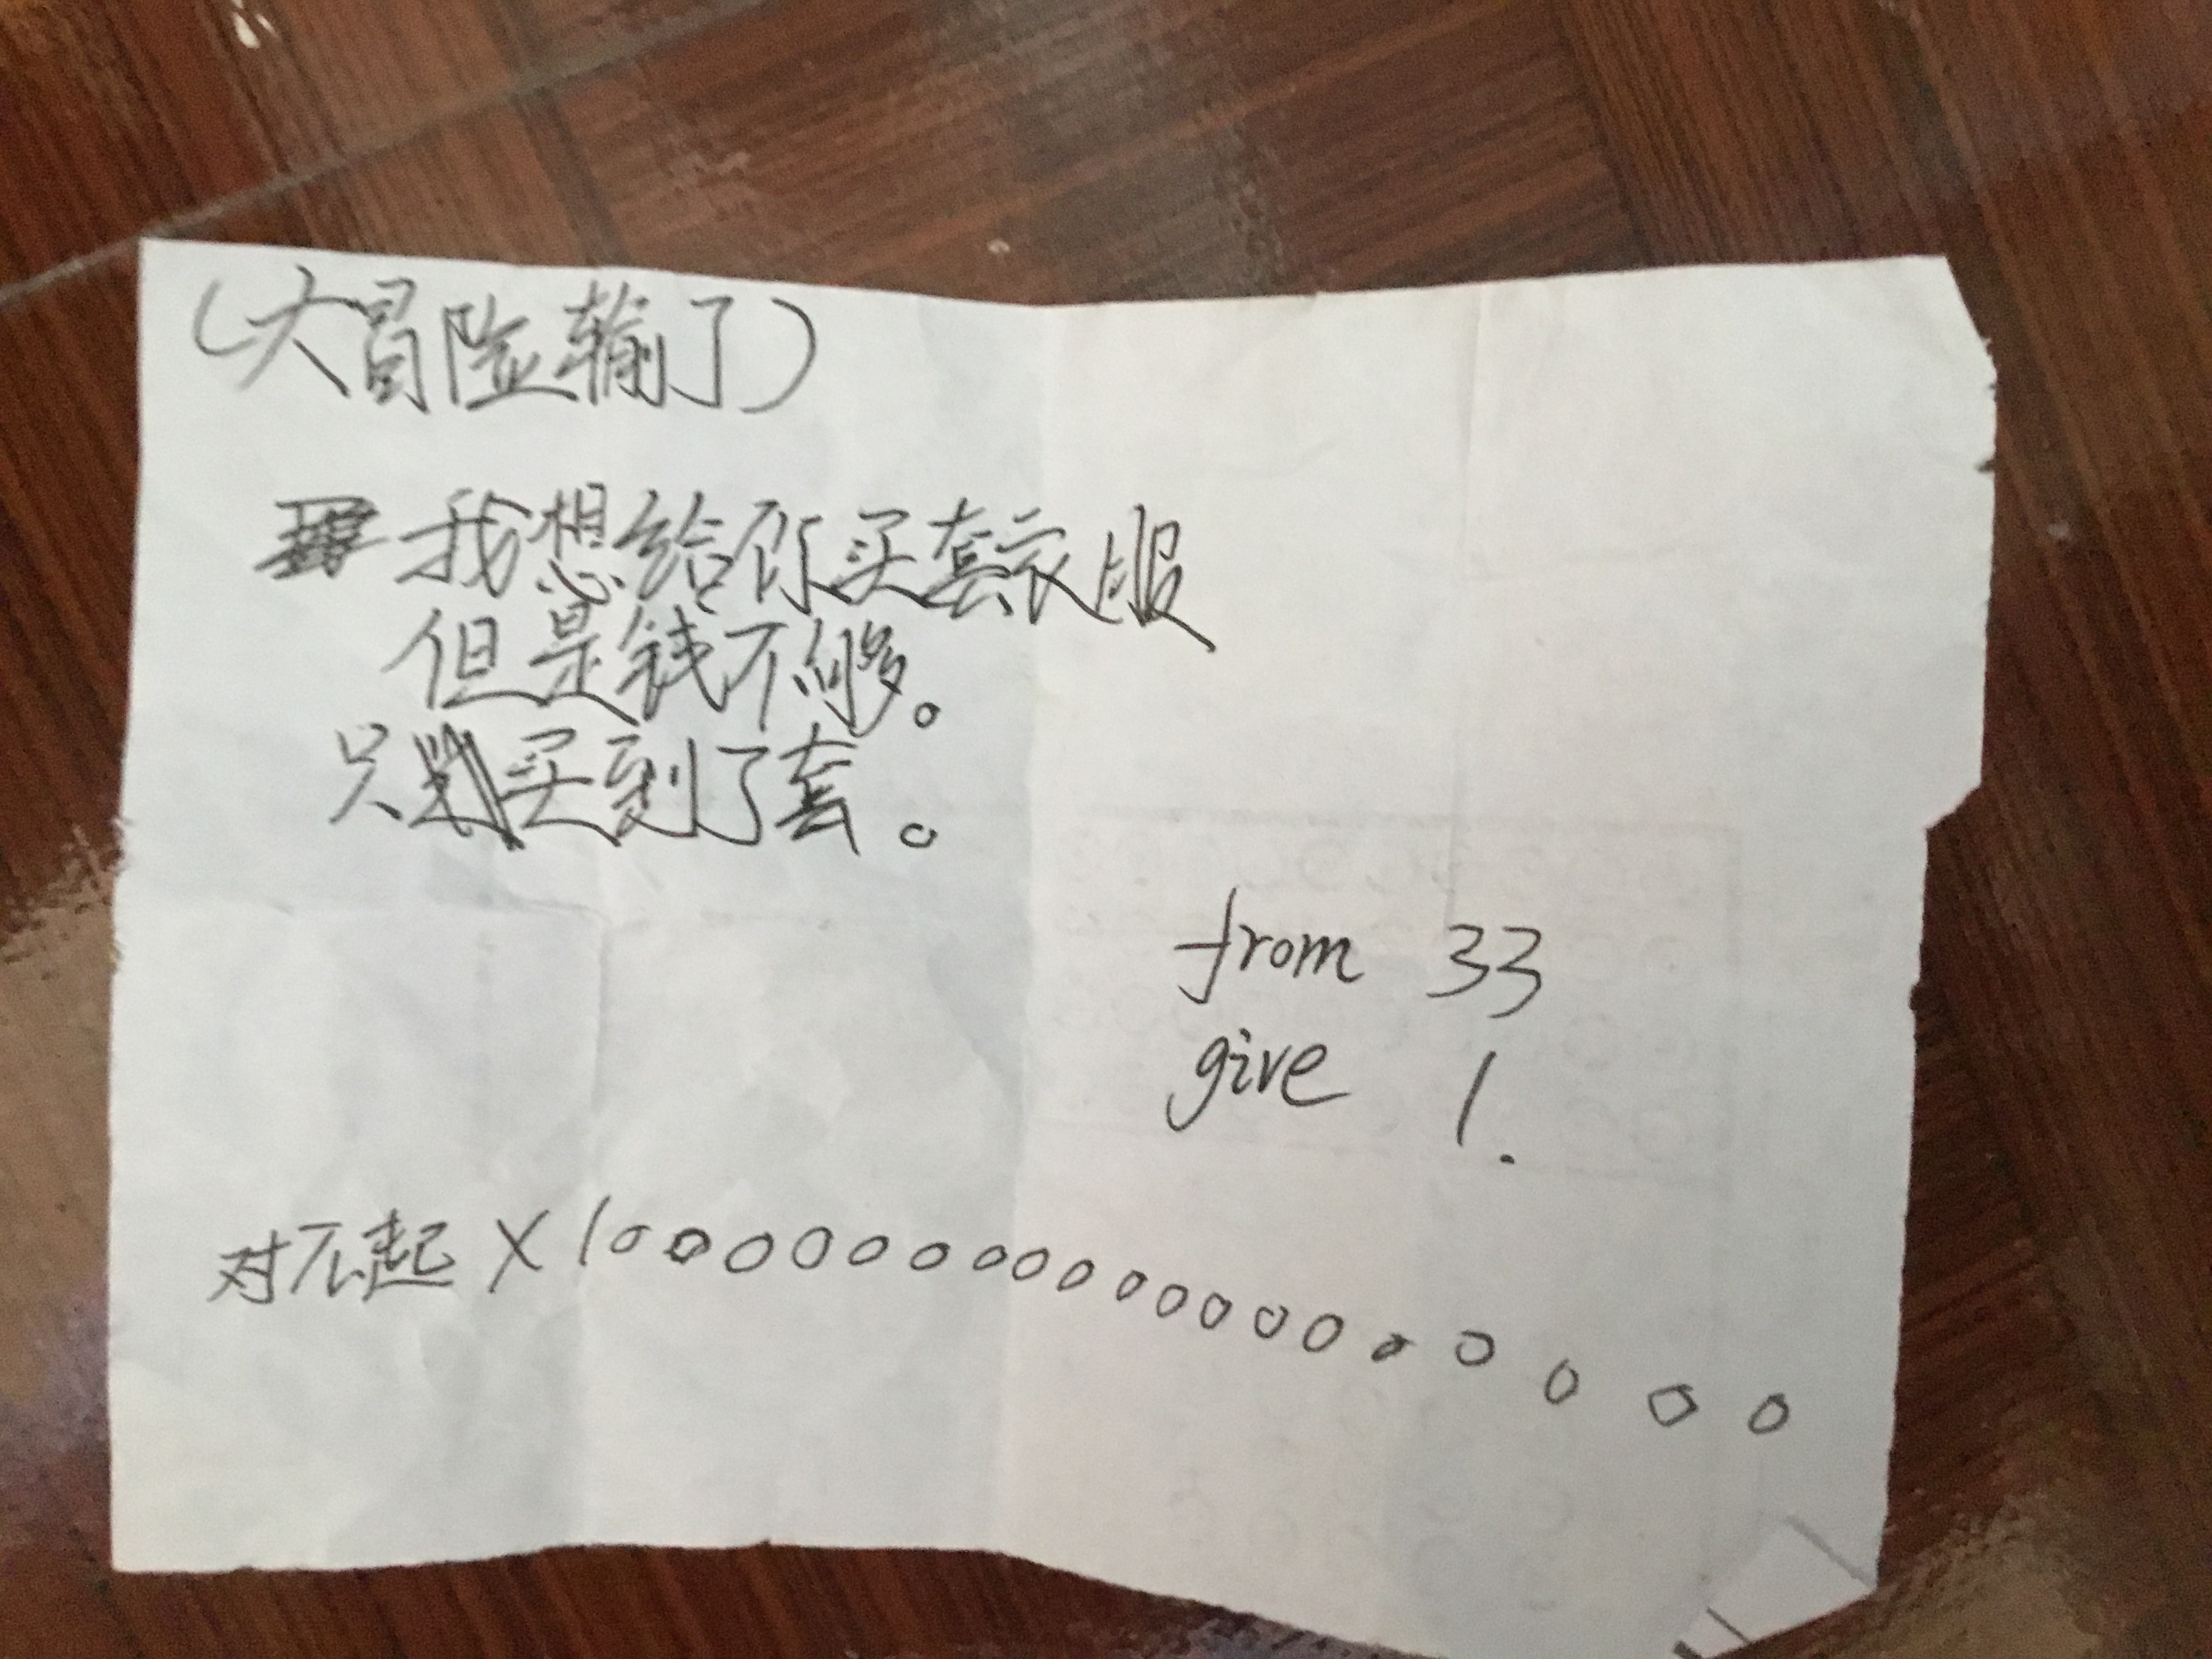 (大冒险输了)
我想给你买套衣服
但是钱不够。
只买到了套。
from 33
give 1.
对不起 X 100000000000000000000